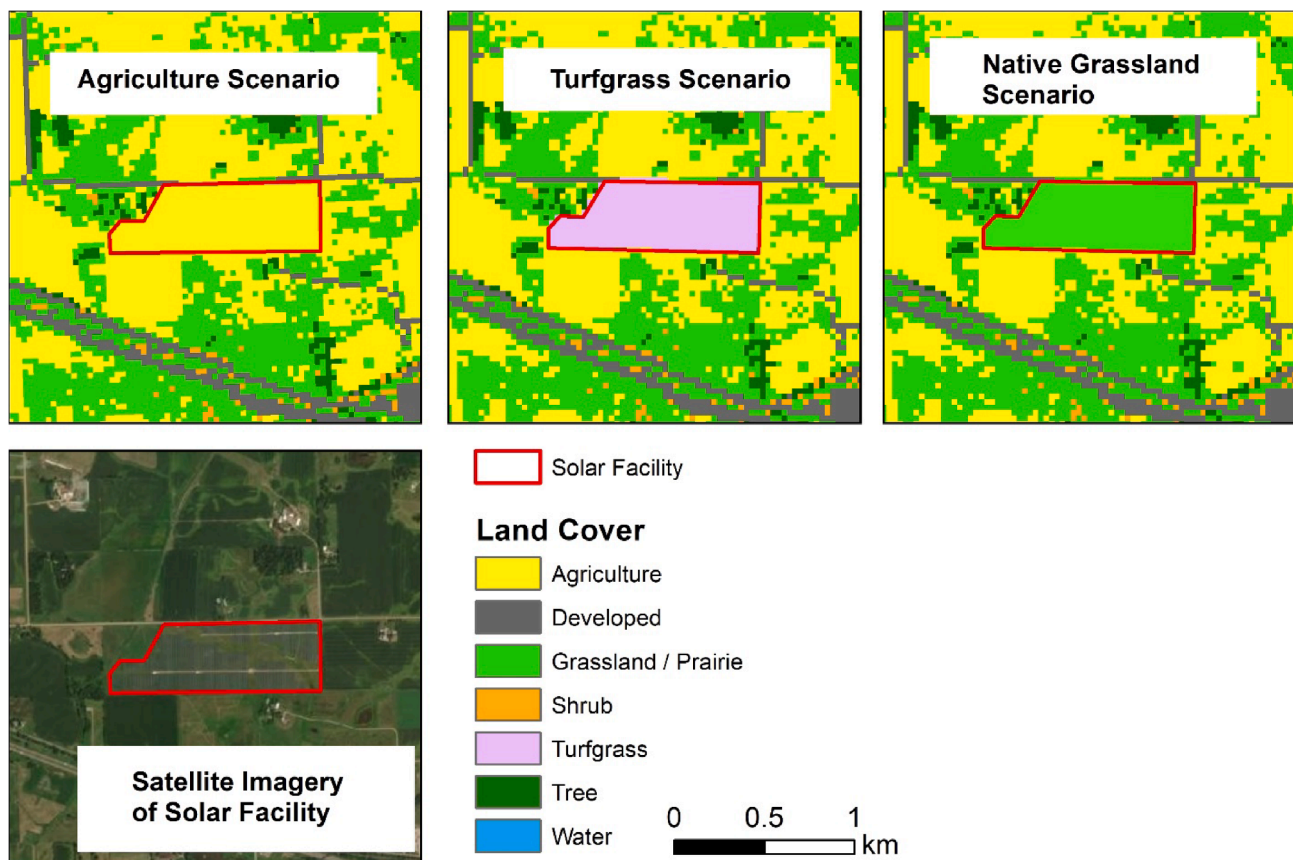 Agriculture Scenario
Turfgrass Scenario
Native Grassland
Scenario
Satellite Imagery
of Solar Facility
Solar Facility
Land Cover
Agriculture
Developed
Grassland / Prairie
Shrub
Turfgrass
Tree
Water
0 0.5 1
km